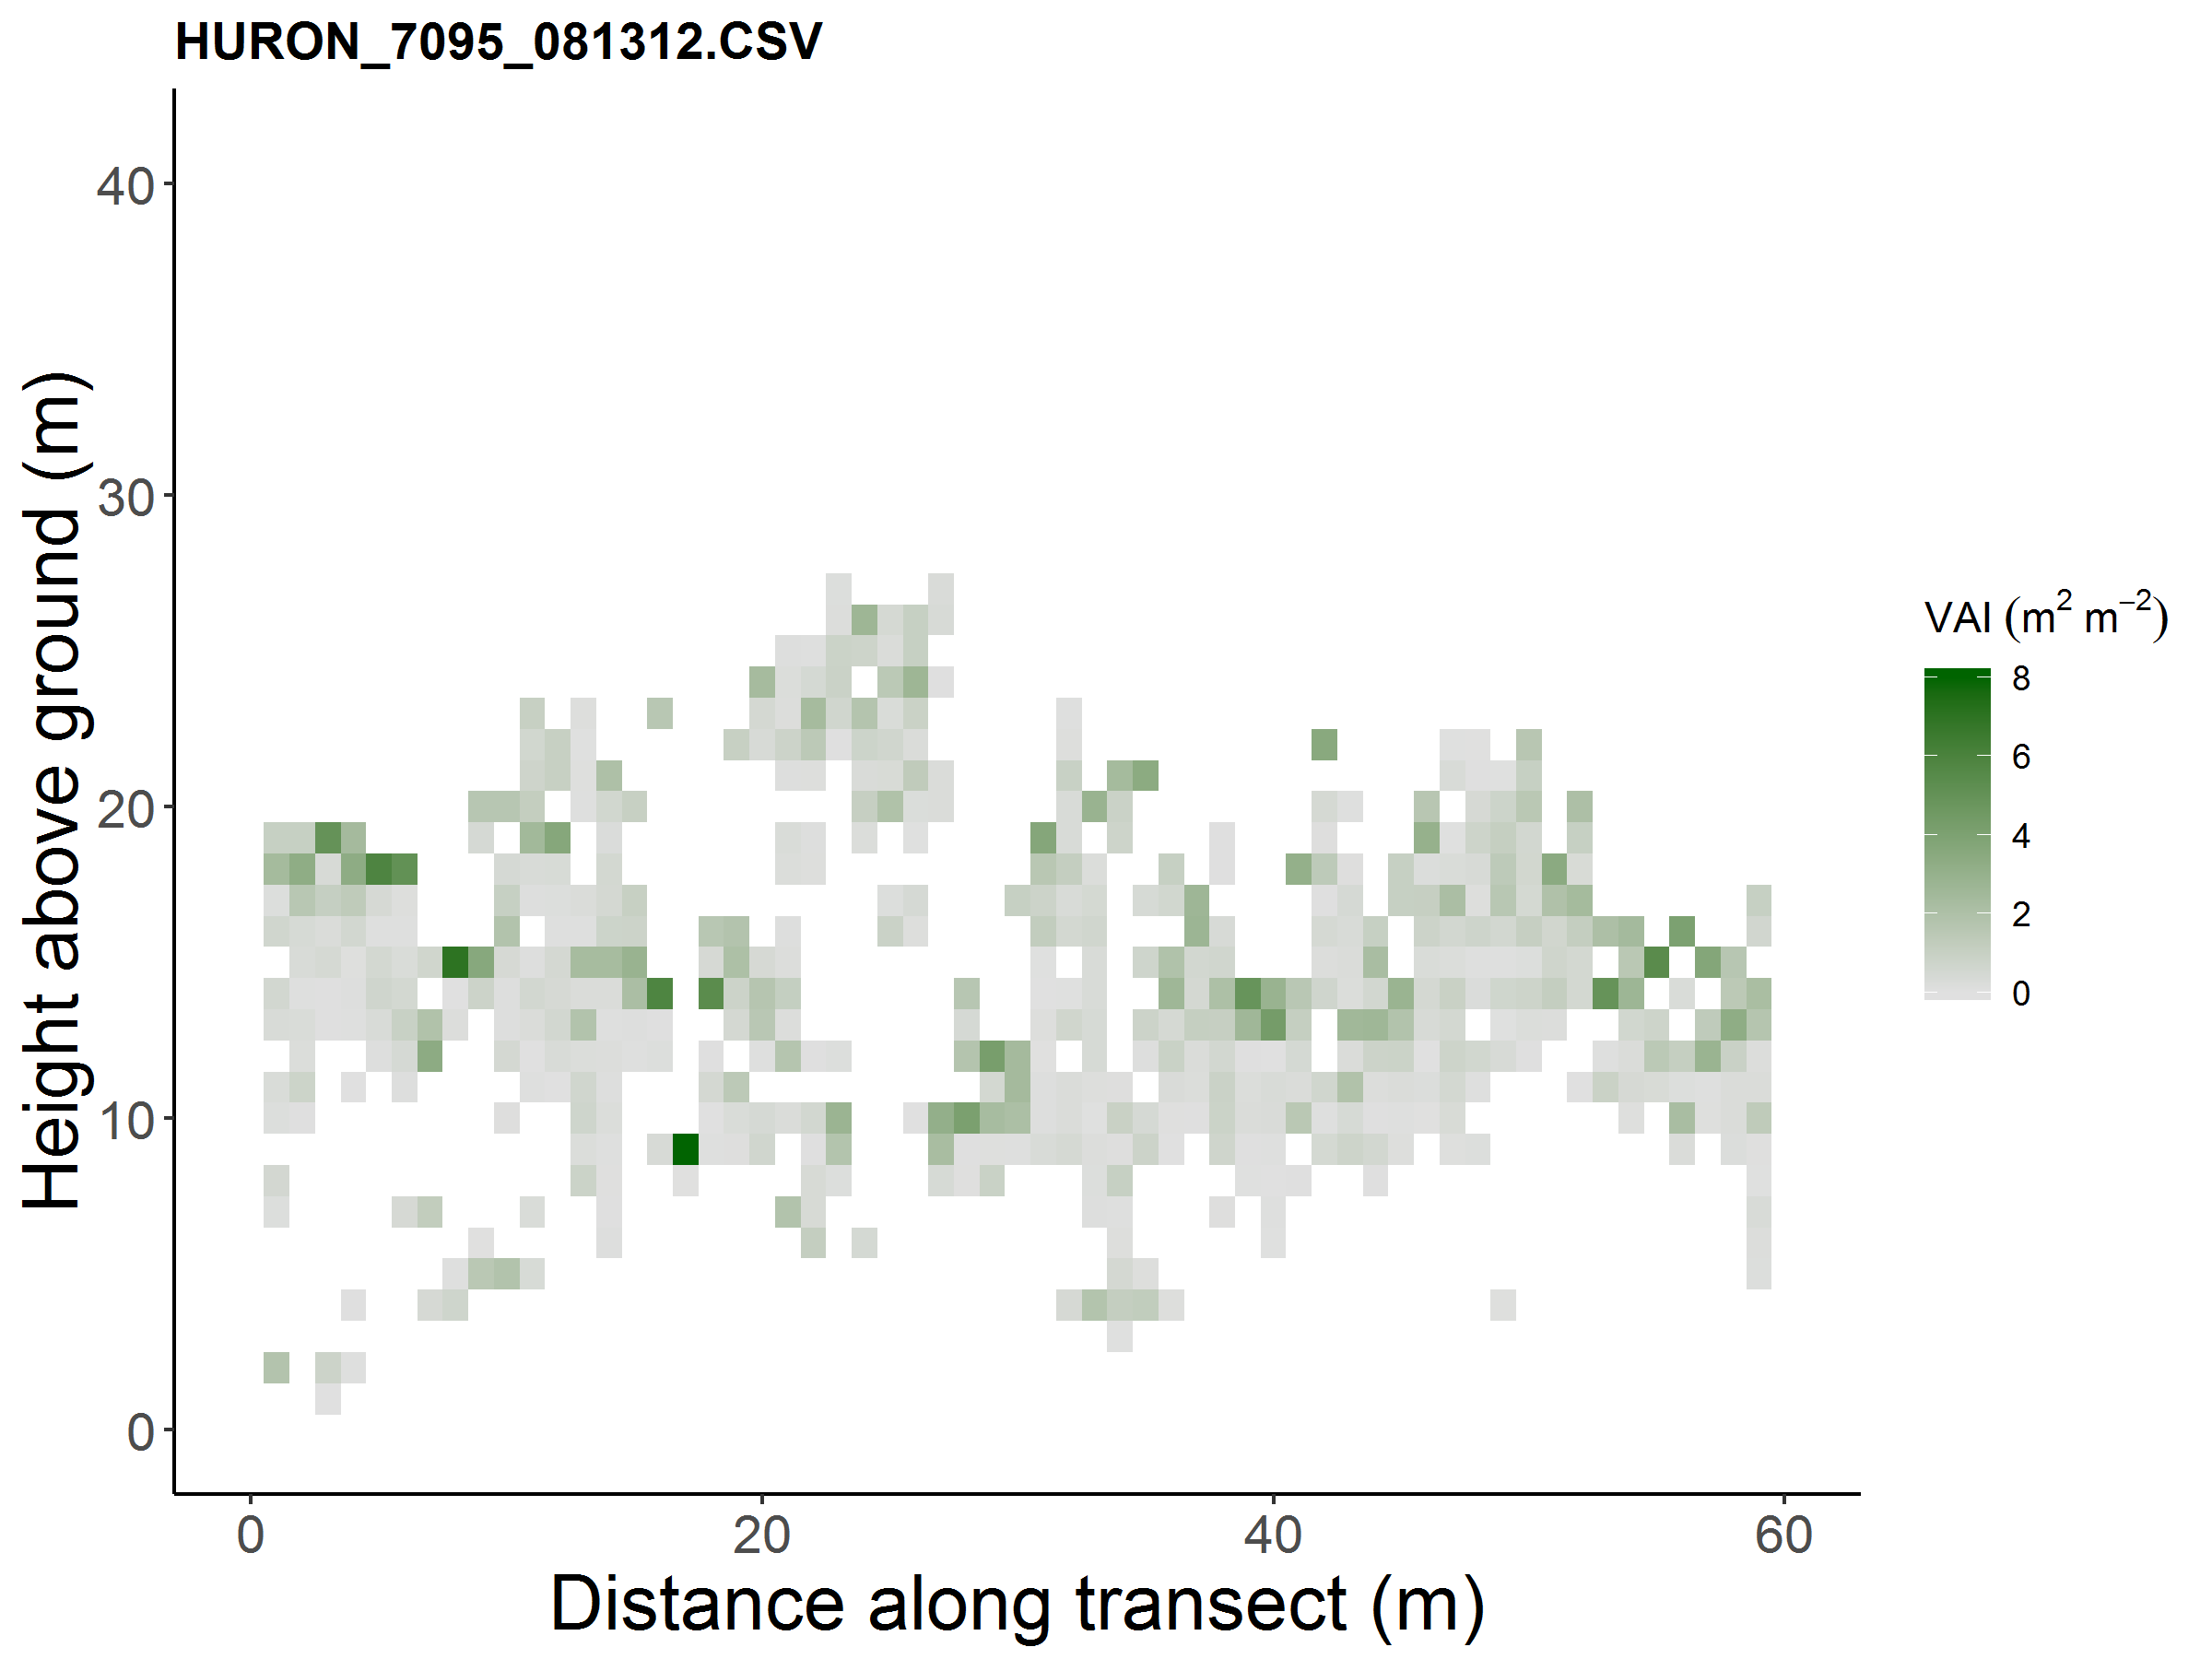 HURON_7095_081312.CSV
40
30
20
10
0
Height above ground (m)
0 20 40 60
Distance along transect (m)
VAI (m² m⁻²)
8
6
4
2
0